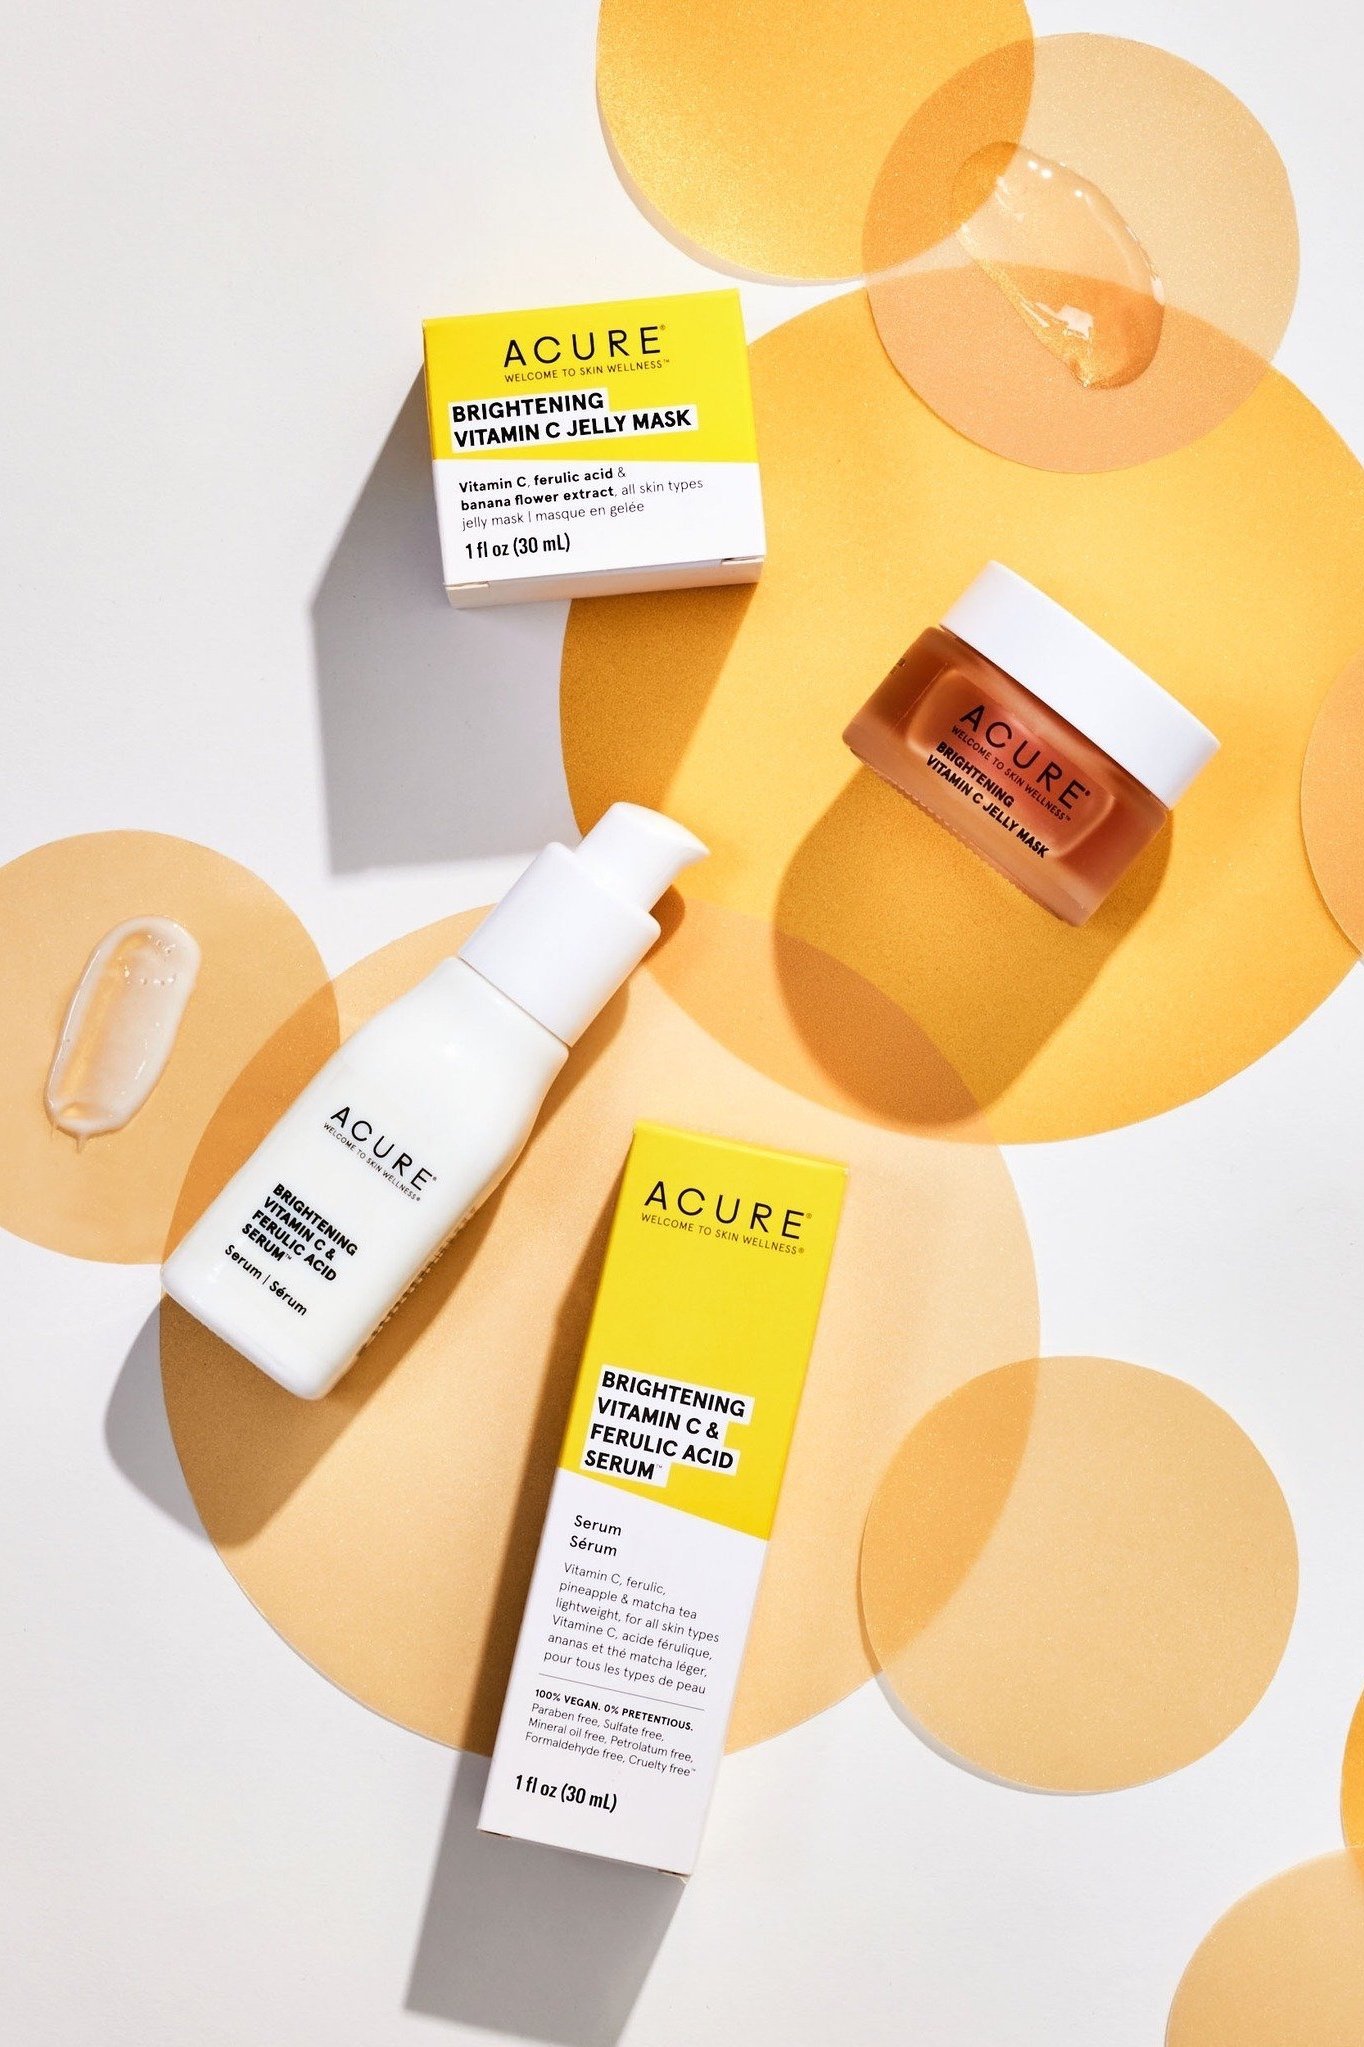 ACURE®
WELCOME TO SKIN WELLNESS™
BRIGHTENING
VITAMIN C JELLY MASK
Vitamin C, ferulic acid &
banana flower extract, all skin types
jelly mask | masque en gelée
1 fl oz (30 mL)
ACURE®
WELCOME TO SKIN WELLNESS™
BRIGHTENING
VITAMIN C JELLY MASK
ACURE®
WELCOME TO SKIN WELLNESS®
BRIGHTENING
VITAMIN C &
FERULIC ACID
SERUM™
Serum | Sérum
ACURE®
WELCOME TO SKIN WELLNESS®
BRIGHTENING
VITAMIN C &
FERULIC ACID
SERUM™
Serum
Sérum
Vitamin C, ferulic,
pineapple & matcha tea
lightweight, for all skin types
Vitamine C, acide férulique,
ananas et thé matcha léger,
pour tous les types de peau
100% VEGAN. 0% PRETENTIOUS.
Paraben free, Sulfate free,
Mineral oil free, Petrolatum free,
Formaldehyde free, Cruelty free™
1 fl oz (30 mL)